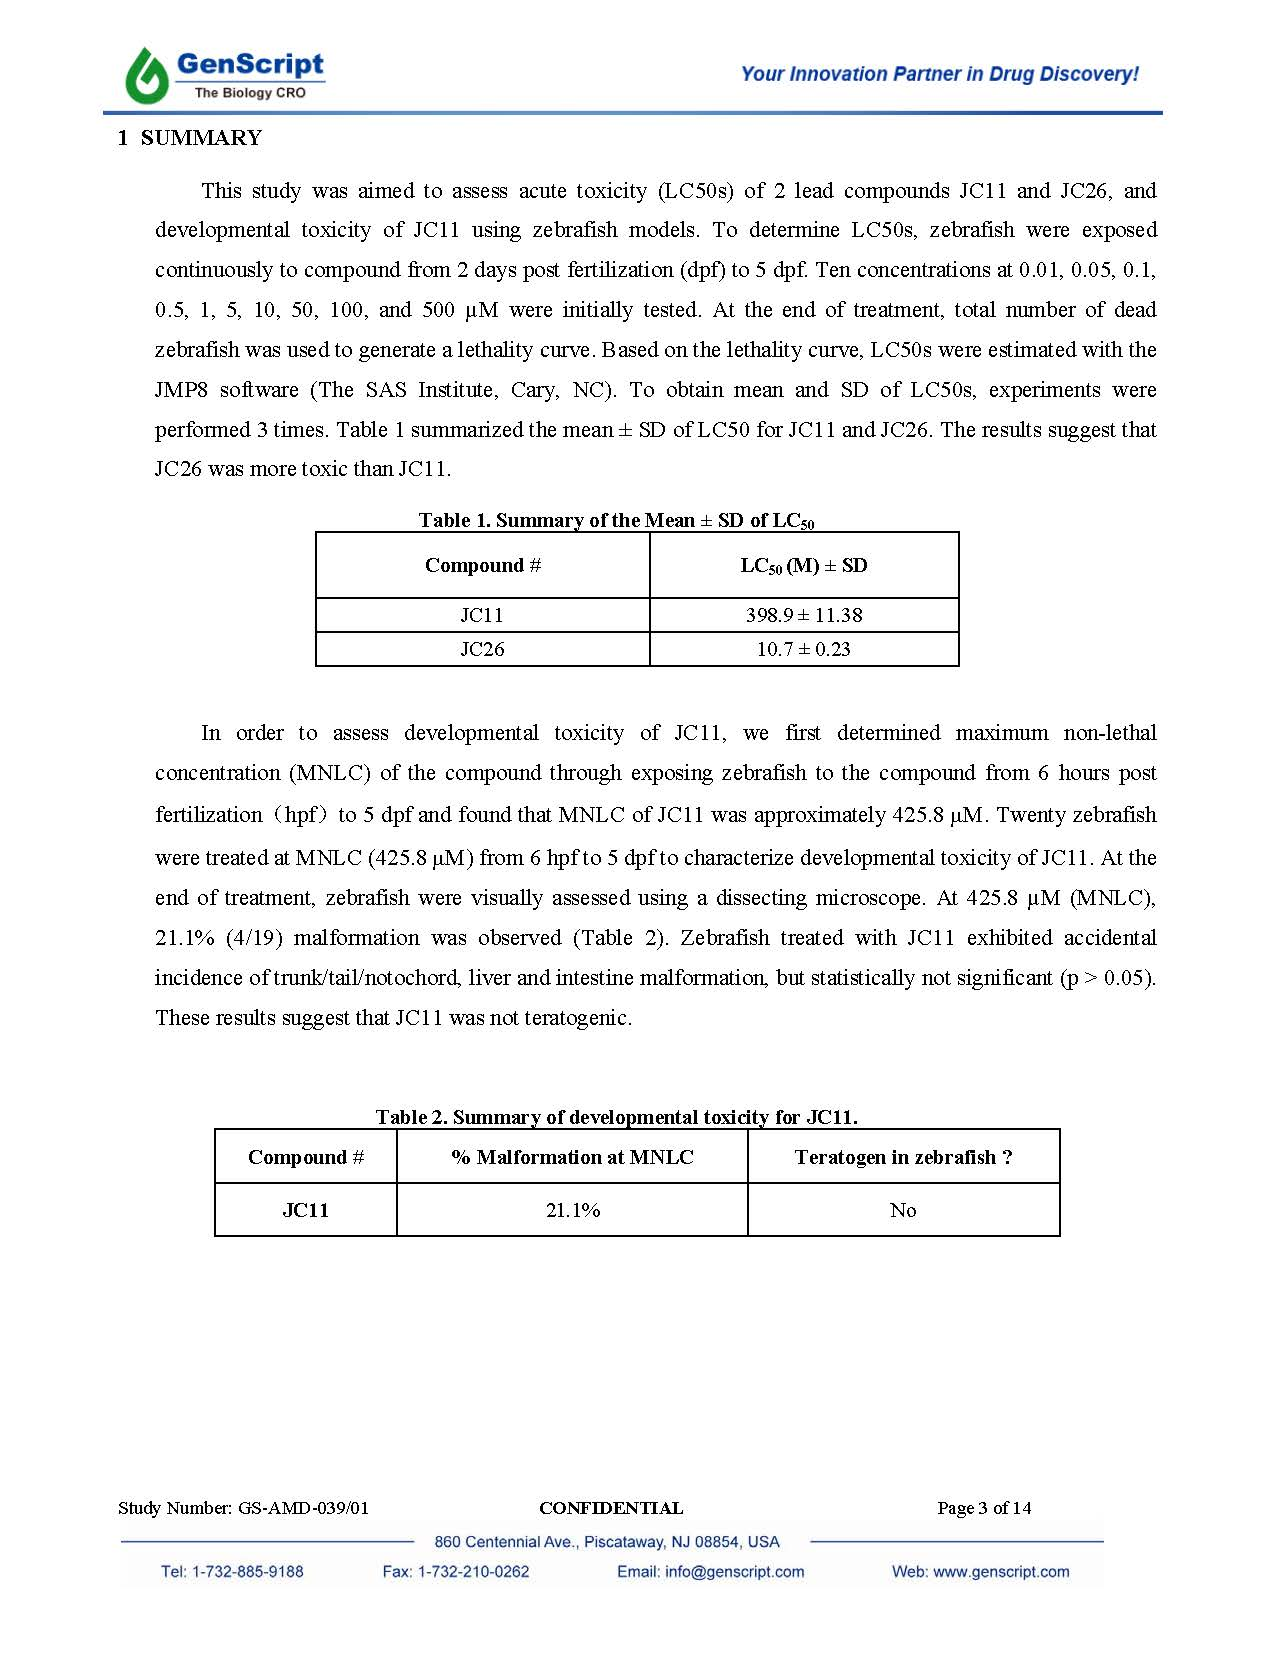 GenScript
The Biology CRO
Your Innovation Partner in Drug Discovery!
1 SUMMARY
This study was aimed to assess acute toxicity (LC50s) of 2 lead compounds JC11 and JC26, and
developmental toxicity of JC11 using zebrafish models. To determine LC50s, zebrafish were exposed
continuously to compound from 2 days post fertilization (dpf) to 5 dpf. Ten concentrations at 0.01, 0.05, 0.1,
0.5, 1, 5, 10, 50, 100, and 500 µM were initially tested. At the end of treatment, total number of dead
zebrafish was used to generate a lethality curve. Based on the lethality curve, LC50s were estimated with the
JMP8 software (The SAS Institute, Cary, NC). To obtain mean and SD of LC50s, experiments were
performed 3 times. Table 1 summarized the mean ± SD of LC50 for JC11 and JC26. The results suggest that
JC26 was more toxic than JC11.
Table 1. Summary of the Mean ± SD of LC50
Compound # LC50 (M) ± SD
JC11 398.9 ± 11.38
JC26 10.7 ± 0.23
In order to assess developmental toxicity of JC11, we first determined maximum non-lethal
concentration (MNLC) of the compound through exposing zebrafish to the compound from 6 hours post
fertilization（hpf）to 5 dpf and found that MNLC of JC11 was approximately 425.8 µM. Twenty zebrafish
were treated at MNLC (425.8 µM) from 6 hpf to 5 dpf to characterize developmental toxicity of JC11. At the
end of treatment, zebrafish were visually assessed using a dissecting microscope. At 425.8 µM (MNLC),
21.1% (4/19) malformation was observed (Table 2). Zebrafish treated with JC11 exhibited accidental
incidence of trunk/tail/notochord, liver and intestine malformation, but statistically not significant (p > 0.05).
These results suggest that JC11 was not teratogenic.
Table 2. Summary of developmental toxicity for JC11.
Compound # % Malformation at MNLC Teratogen in zebrafish ?
JC11 21.1% No
Study Number: GS-AMD-039/01 CONFIDENTIAL Page 3 of 14
860 Centennial Ave., Piscataway, NJ 08854, USA
Tel: 1-732-885-9188 Fax: 1-732-210-0262 Email: info@genscript.com Web: www.genscript.com